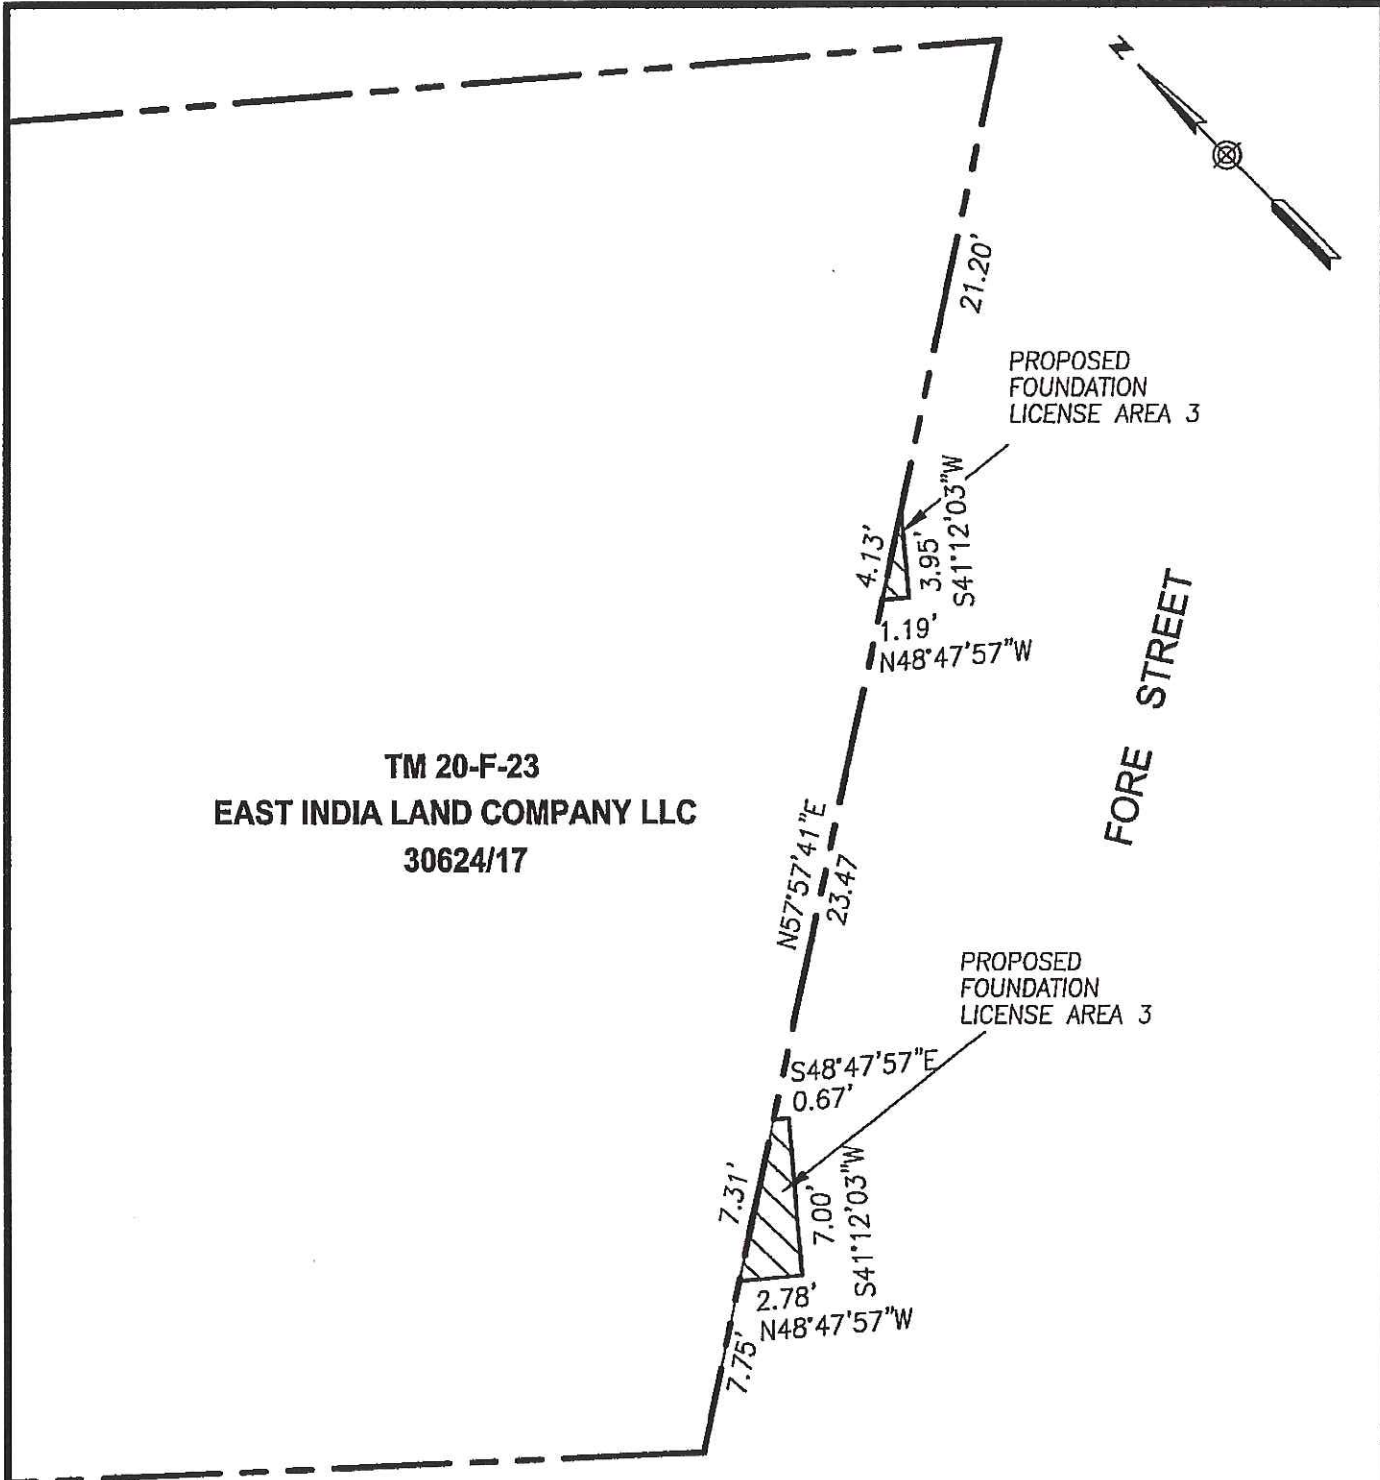 N
21.20'
PROPOSED
FOUNDATION
LICENSE AREA 3
4.13'
3.95'
S41°12'03"W
1.19'
N48°47'57"W
FORE STREET
TM 20-F-23
EAST INDIA LAND COMPANY LLC
30624/17
N57°57'41"E
23.47
PROPOSED
FOUNDATION
LICENSE AREA 3
S48°47'57"E
0.67'
7.31'
7.00'
S41°12'03"W
2.78'
N48°47'57"W
7.75'